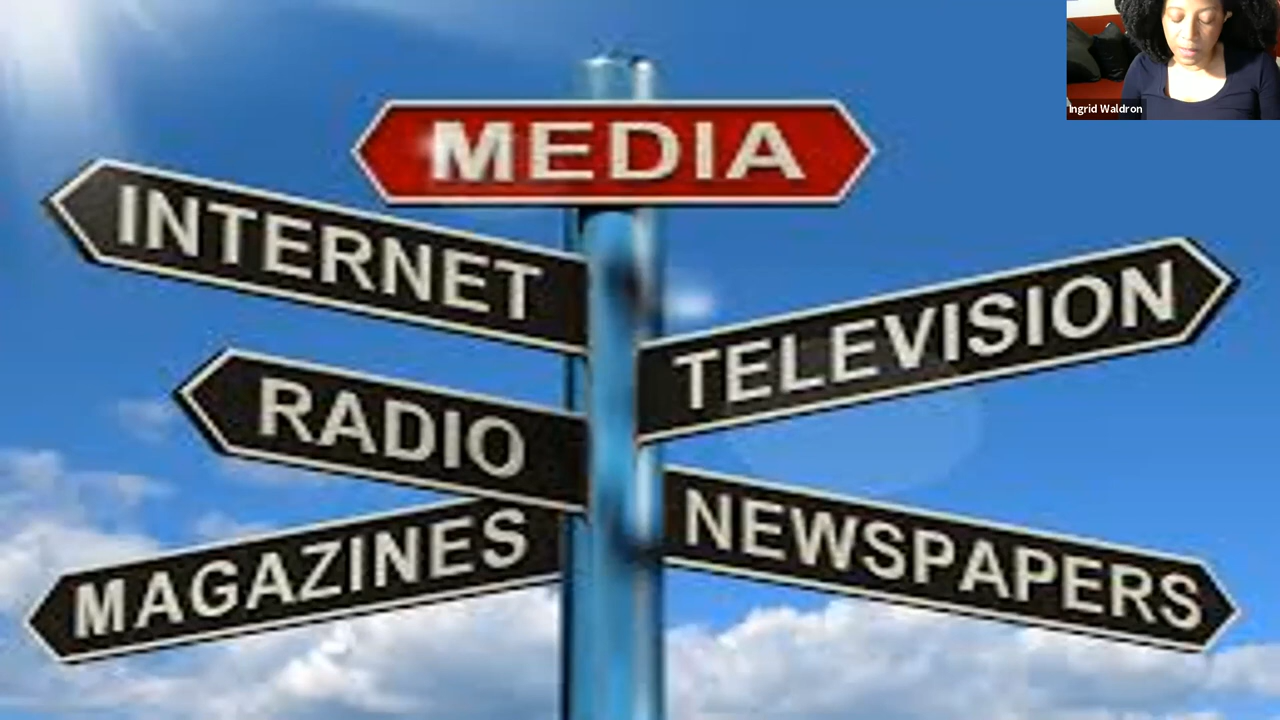 MEDIA
INTERNET
TELEVISION
RADIO
NEWSPAPERS
MAGAZINES
Ingrid Waldron